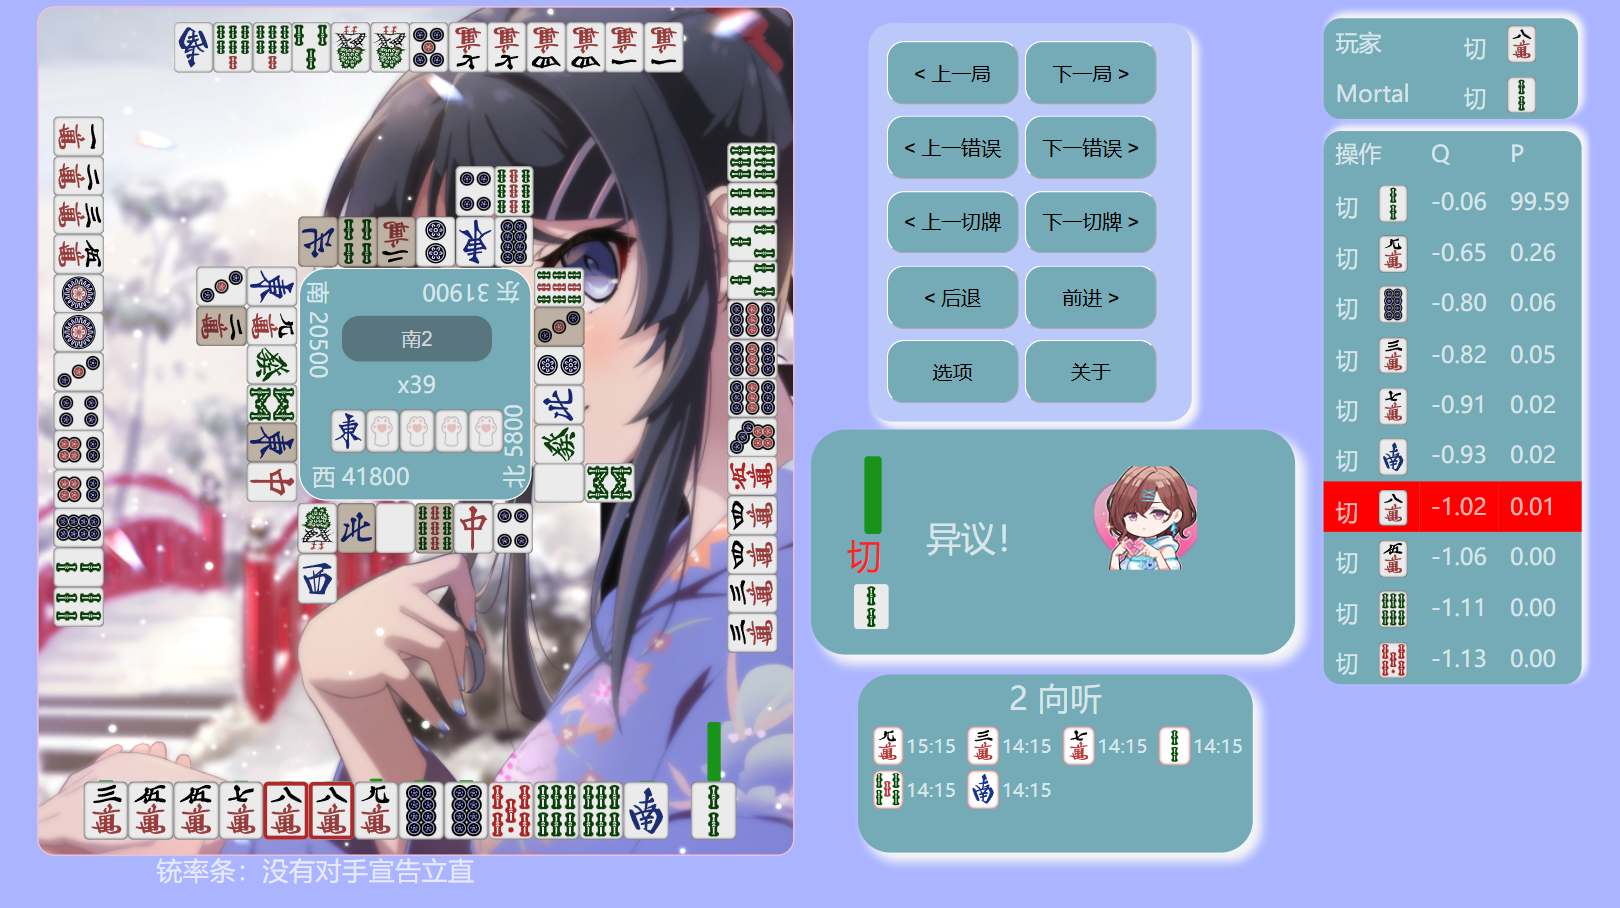 东 31900
南 20500
南2
x39
北 5800
西 41800
铳率条：没有对手宣告立直
< 上一局
下一局 >
< 上一错误
下一错误 >
< 上一切牌
下一切牌 >
< 后退
前进 >
选项
关于
切
异议！
2 向听
15:15
14:15
14:15
14:15
14:15
14:15
玩家 切
Mortal 切
操作 Q P
切 -0.06 99.59
切 -0.65 0.26
切 -0.80 0.06
切 -0.82 0.05
切 -0.91 0.02
切 -0.93 0.02
切 -1.02 0.01
切 -1.06 0.00
切 -1.11 0.00
切 -1.13 0.00